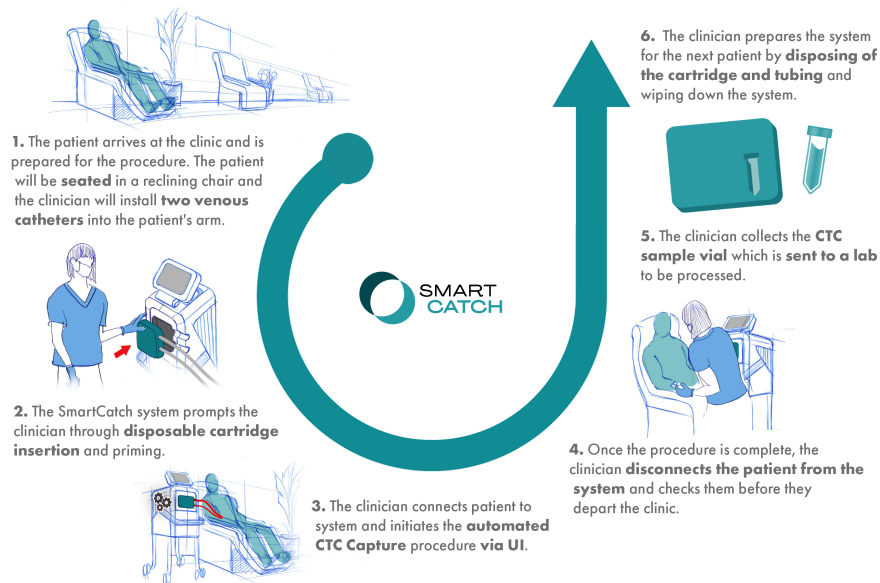 1. The patient arrives at the clinic and is
prepared for the procedure. The patient
will be seated in a reclining chair and
the clinician will install two venous
catheters into the patient's arm.
2. The SmartCatch system prompts the
clinician through disposable cartridge
insertion and priming.
3. The clinician connects patient to
system and initiates the automated
CTC Capture procedure via UI.
4. Once the procedure is complete, the
clinician disconnects the patient from the
system and checks them before they
depart the clinic.
5. The clinician collects the CTC
sample vial which is sent to a lab
to be processed.
6. The clinician prepares the system
for the next patient by disposing of
the cartridge and tubing and
wiping down the system.
SMART
CATCH